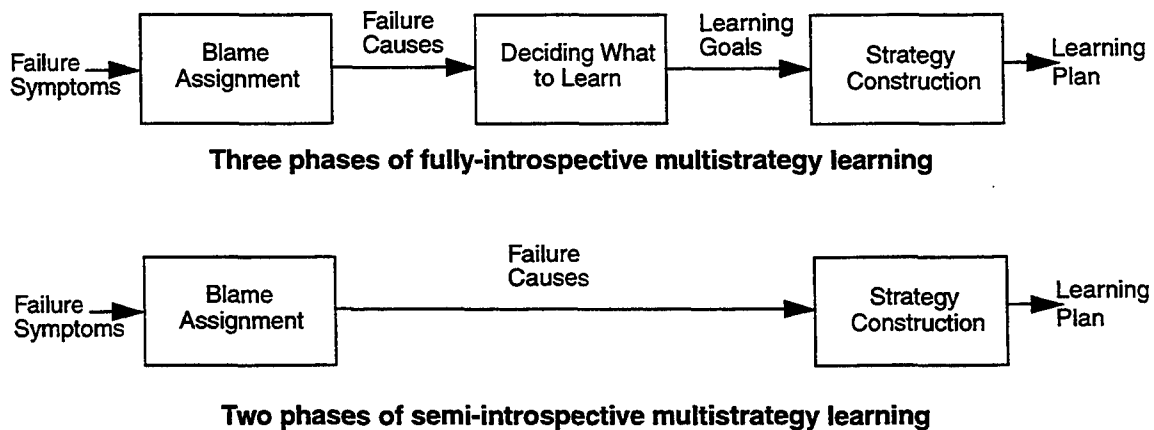 Failure
Symptoms
Blame
Assignment
Failure
Causes
Deciding What
to Learn
Learning
Goals
Strategy
Construction
Learning
Plan
Three phases of fully-introspective multistrategy learning
Failure
Symptoms
Blame
Assignment
Failure
Causes
Strategy
Construction
Learning
Plan
Two phases of semi-introspective multistrategy learning